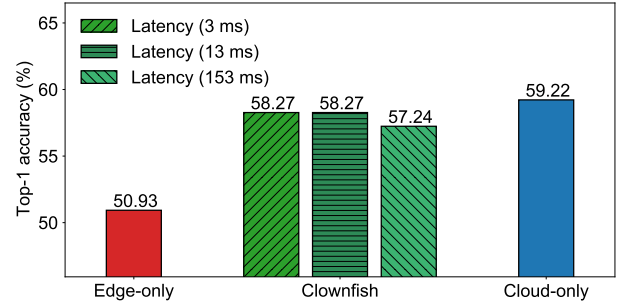 Top-1 accuracy (%)
65
60
55
50
Latency (3 ms)
Latency (13 ms)
Latency (153 ms)
50.93
58.27
58.27
57.24
59.22
Edge-only
Clownfish
Cloud-only